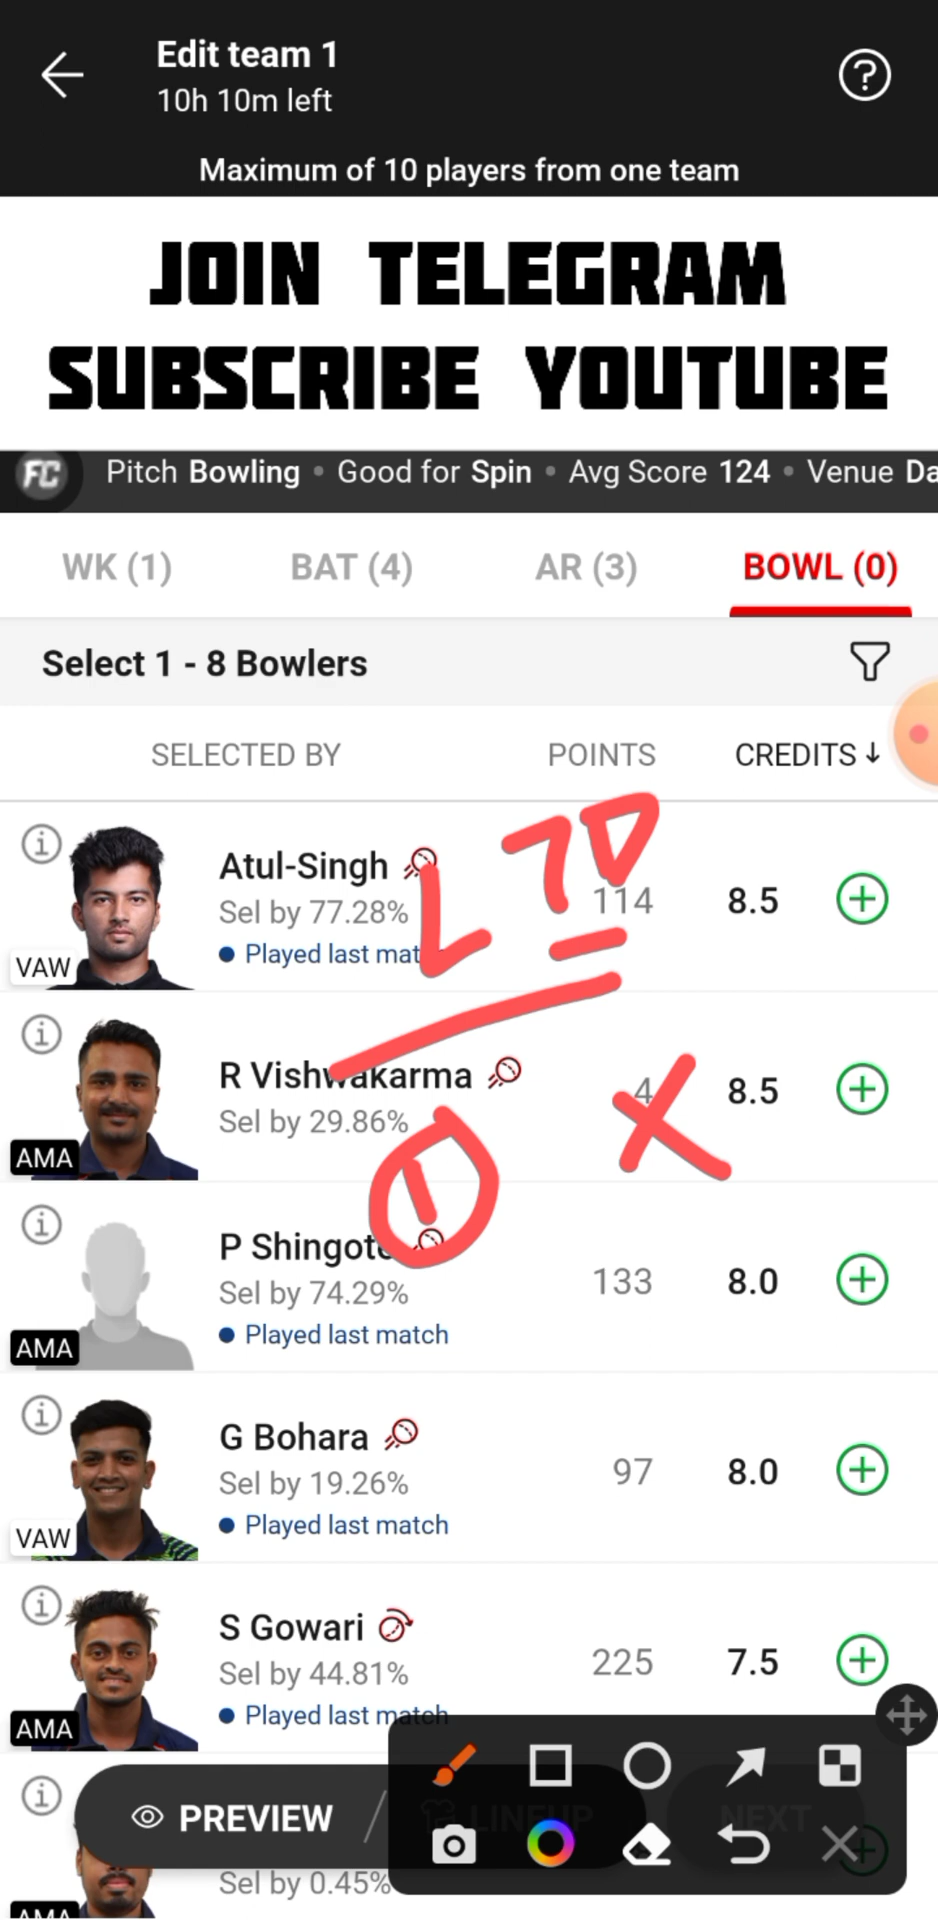 Edit team 1
10h 10m left
Maximum of 10 players from one team
JOIN TELEGRAM
SUBSCRIBE YOUTUBE
FC Pitch Bowling • Good for Spin • Avg Score 124 • Venue Da
WK (1) BAT (4) AR (3) BOWL (0)
Select 1 - 8 Bowlers
SELECTED BY POINTS CREDITS ↓
Atul-Singh
Sel by 77.28% 114 8.5
Played last mat
VAW
R Vishwakarma
Sel by 29.86% 4 8.5
AMA
P Shingot
Sel by 74.29% 133 8.0
Played last match
AMA
G Bohara
Sel by 19.26% 97 8.0
Played last match
VAW
S Gowari
Sel by 44.81% 225 7.5
Played last match
AMA
PREVIEW LINEUP NEXT
Sel by 0.45%
AMA